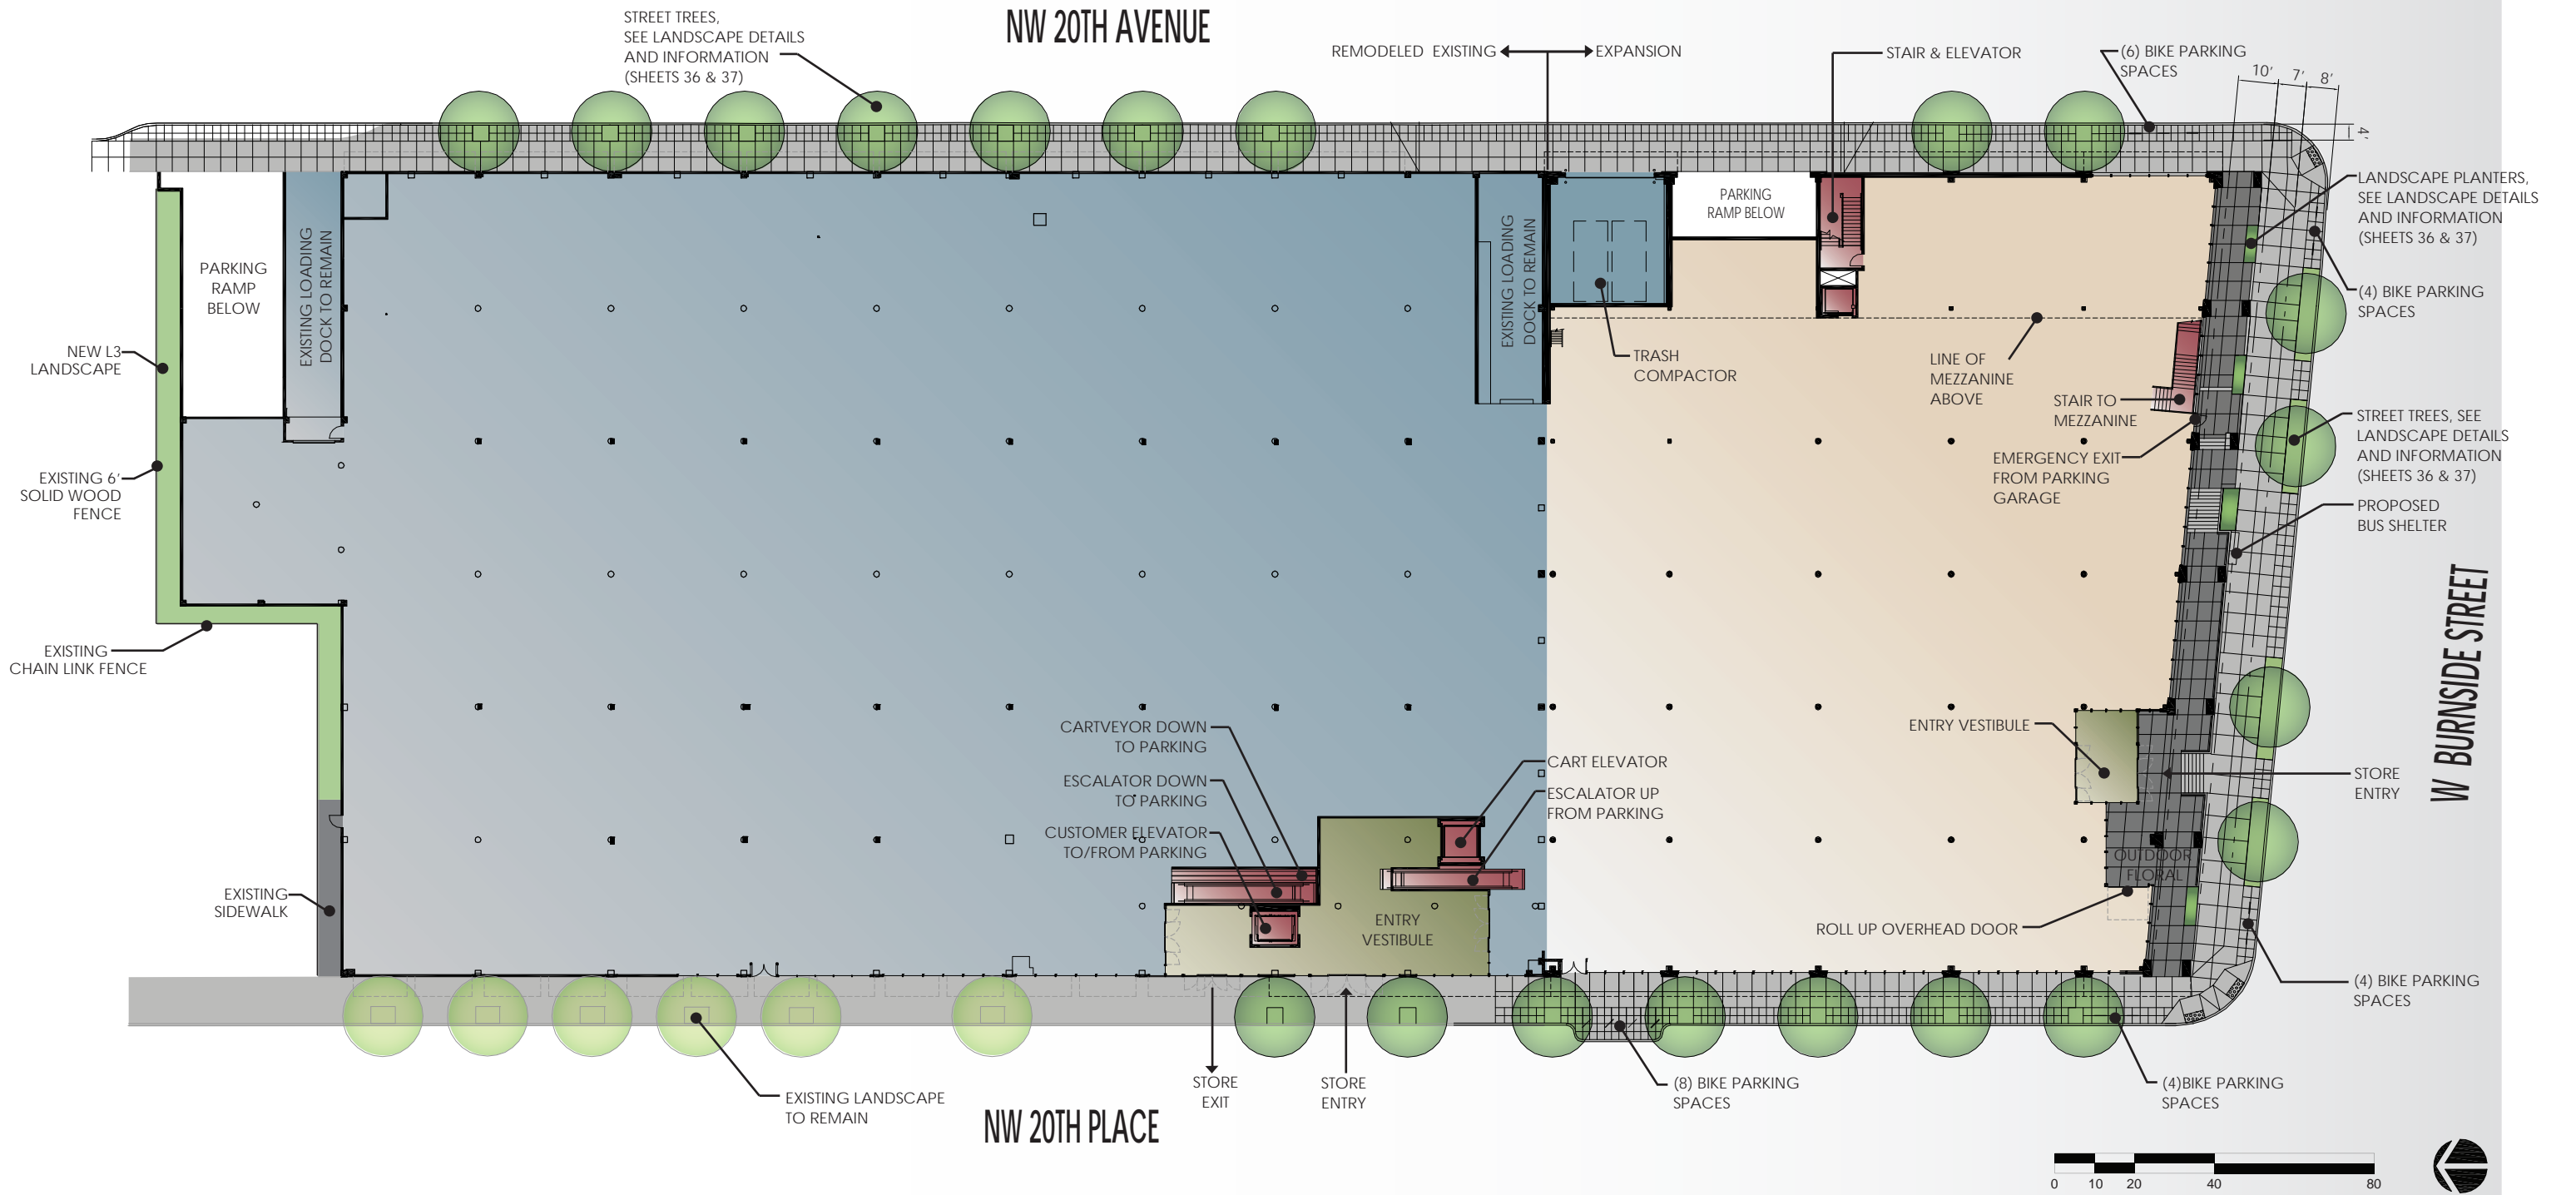 NW 20TH AVENUE
STREET TREES,
SEE LANDSCAPE DETAILS
AND INFORMATION
(SHEETS 36 & 37)
REMODELED EXISTING
EXPANSION
STAIR & ELEVATOR
(6) BIKE PARKING
SPACES
10'
7'
8'
4'
LANDSCAPE PLANTERS,
SEE LANDSCAPE DETAILS
AND INFORMATION
(SHEETS 36 & 37)
(4) BIKE PARKING
SPACES
PARKING
RAMP
BELOW
EXISTING LOADING
DOCK TO REMAIN
EXISTING LOADING
DOCK TO REMAIN
PARKING
RAMP BELOW
NEW L3
LANDSCAPE
TRASH
COMPACTOR
LINE OF
MEZZANINE
ABOVE
STAIR TO
MEZZANINE
EMERGENCY EXIT
FROM PARKING
GARAGE
STREET TREES, SEE
LANDSCAPE DETAILS
AND INFORMATION
(SHEETS 36 & 37)
EXISTING 6'
SOLID WOOD
FENCE
PROPOSED
BUS SHELTER
W BURNSIDE STREET
EXISTING
CHAIN LINK FENCE
CARTVEYOR DOWN
TO PARKING
ESCALATOR DOWN
TO PARKING
CUSTOMER ELEVATOR
TO/FROM PARKING
CART ELEVATOR
ESCALATOR UP
FROM PARKING
ENTRY VESTIBULE
STORE
ENTRY
OUTDOOR
FLORAL
EXISTING
SIDEWALK
ENTRY
VESTIBULE
ROLL UP OVERHEAD DOOR
(4) BIKE PARKING
SPACES
EXISTING LANDSCAPE
TO REMAIN
STORE
EXIT
STORE
ENTRY
(8) BIKE PARKING
SPACES
(4)BIKE PARKING
SPACES
NW 20TH PLACE
0 10 20 40 80